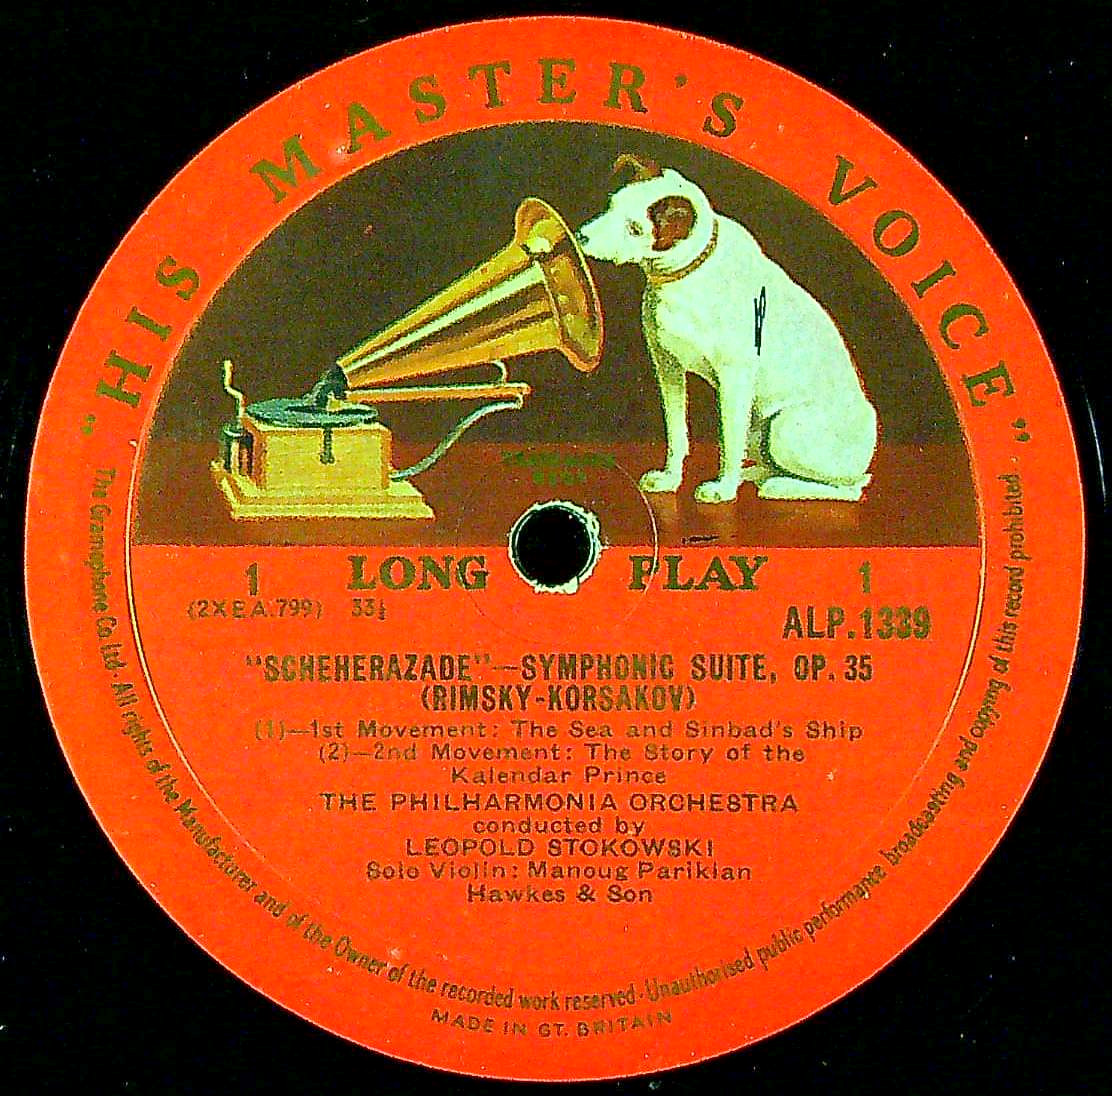 "HIS MASTER'S VOICE"
1 LONG PLAY 1
(2XEA.799) 33⅓
ALP.1339
"SCHEHERAZADE"—SYMPHONIC SUITE, OP. 35
(RIMSKY-KORSAKOV)
(1)—1st Movement: The Sea and Sinbad's Ship
(2)—2nd Movement: The Story of the
Kalendar Prince
THE PHILHARMONIA ORCHESTRA
conducted by
LEOPOLD STOKOWSKI
Solo Violin: Manoug Parikian
Hawkes & Son
The Gramophone Co. Ltd · All rights of the Manufacturer and of the Owner of the recorded work reserved · Unauthorised public performance broadcasting and copying of this record prohibited
MADE IN GT. BRITAIN